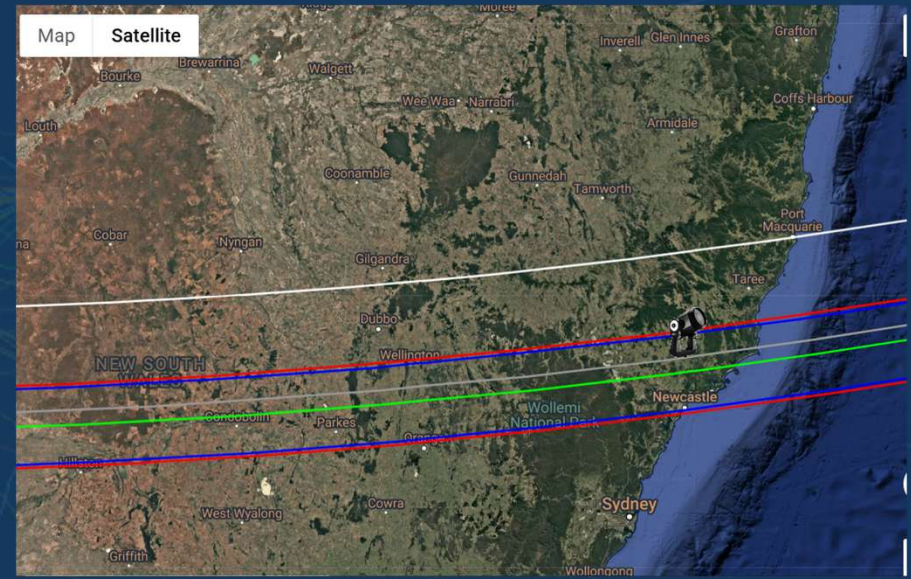 Moree
Map Satellite
Grafton
Inverell Glen Innes
Brewarrina
Walgett
Bourke
Wee Waa Narrabri
Coffs Harbour
Louth
Armidale
Coonamble
Gunnedah
Tamworth
Port
Macquarie
Cobar
Nyngan
Gilgandra
Taree
Dubbo
Wellington
NEW SOUTH
WALES
Newcastle
Wollemi
National Park
Condobolin
Parkes
Orange
Hillston
Cowra
Sydney
West Wyalong
Griffith
Wollongong